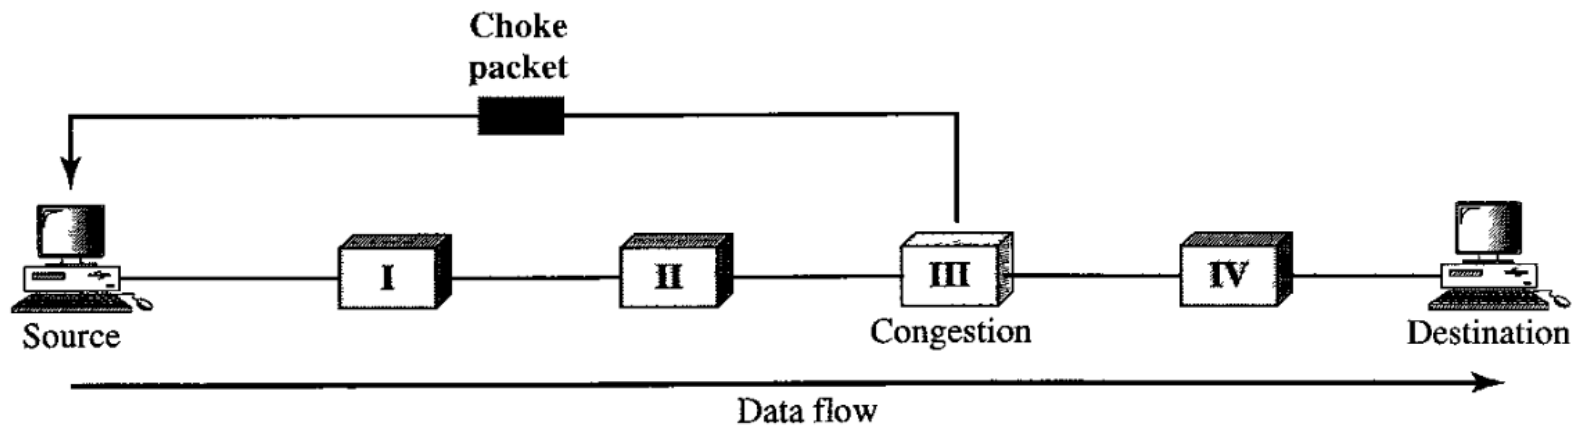 Choke
packet
I
II
III
IV
Source
Congestion
Destination
Data flow